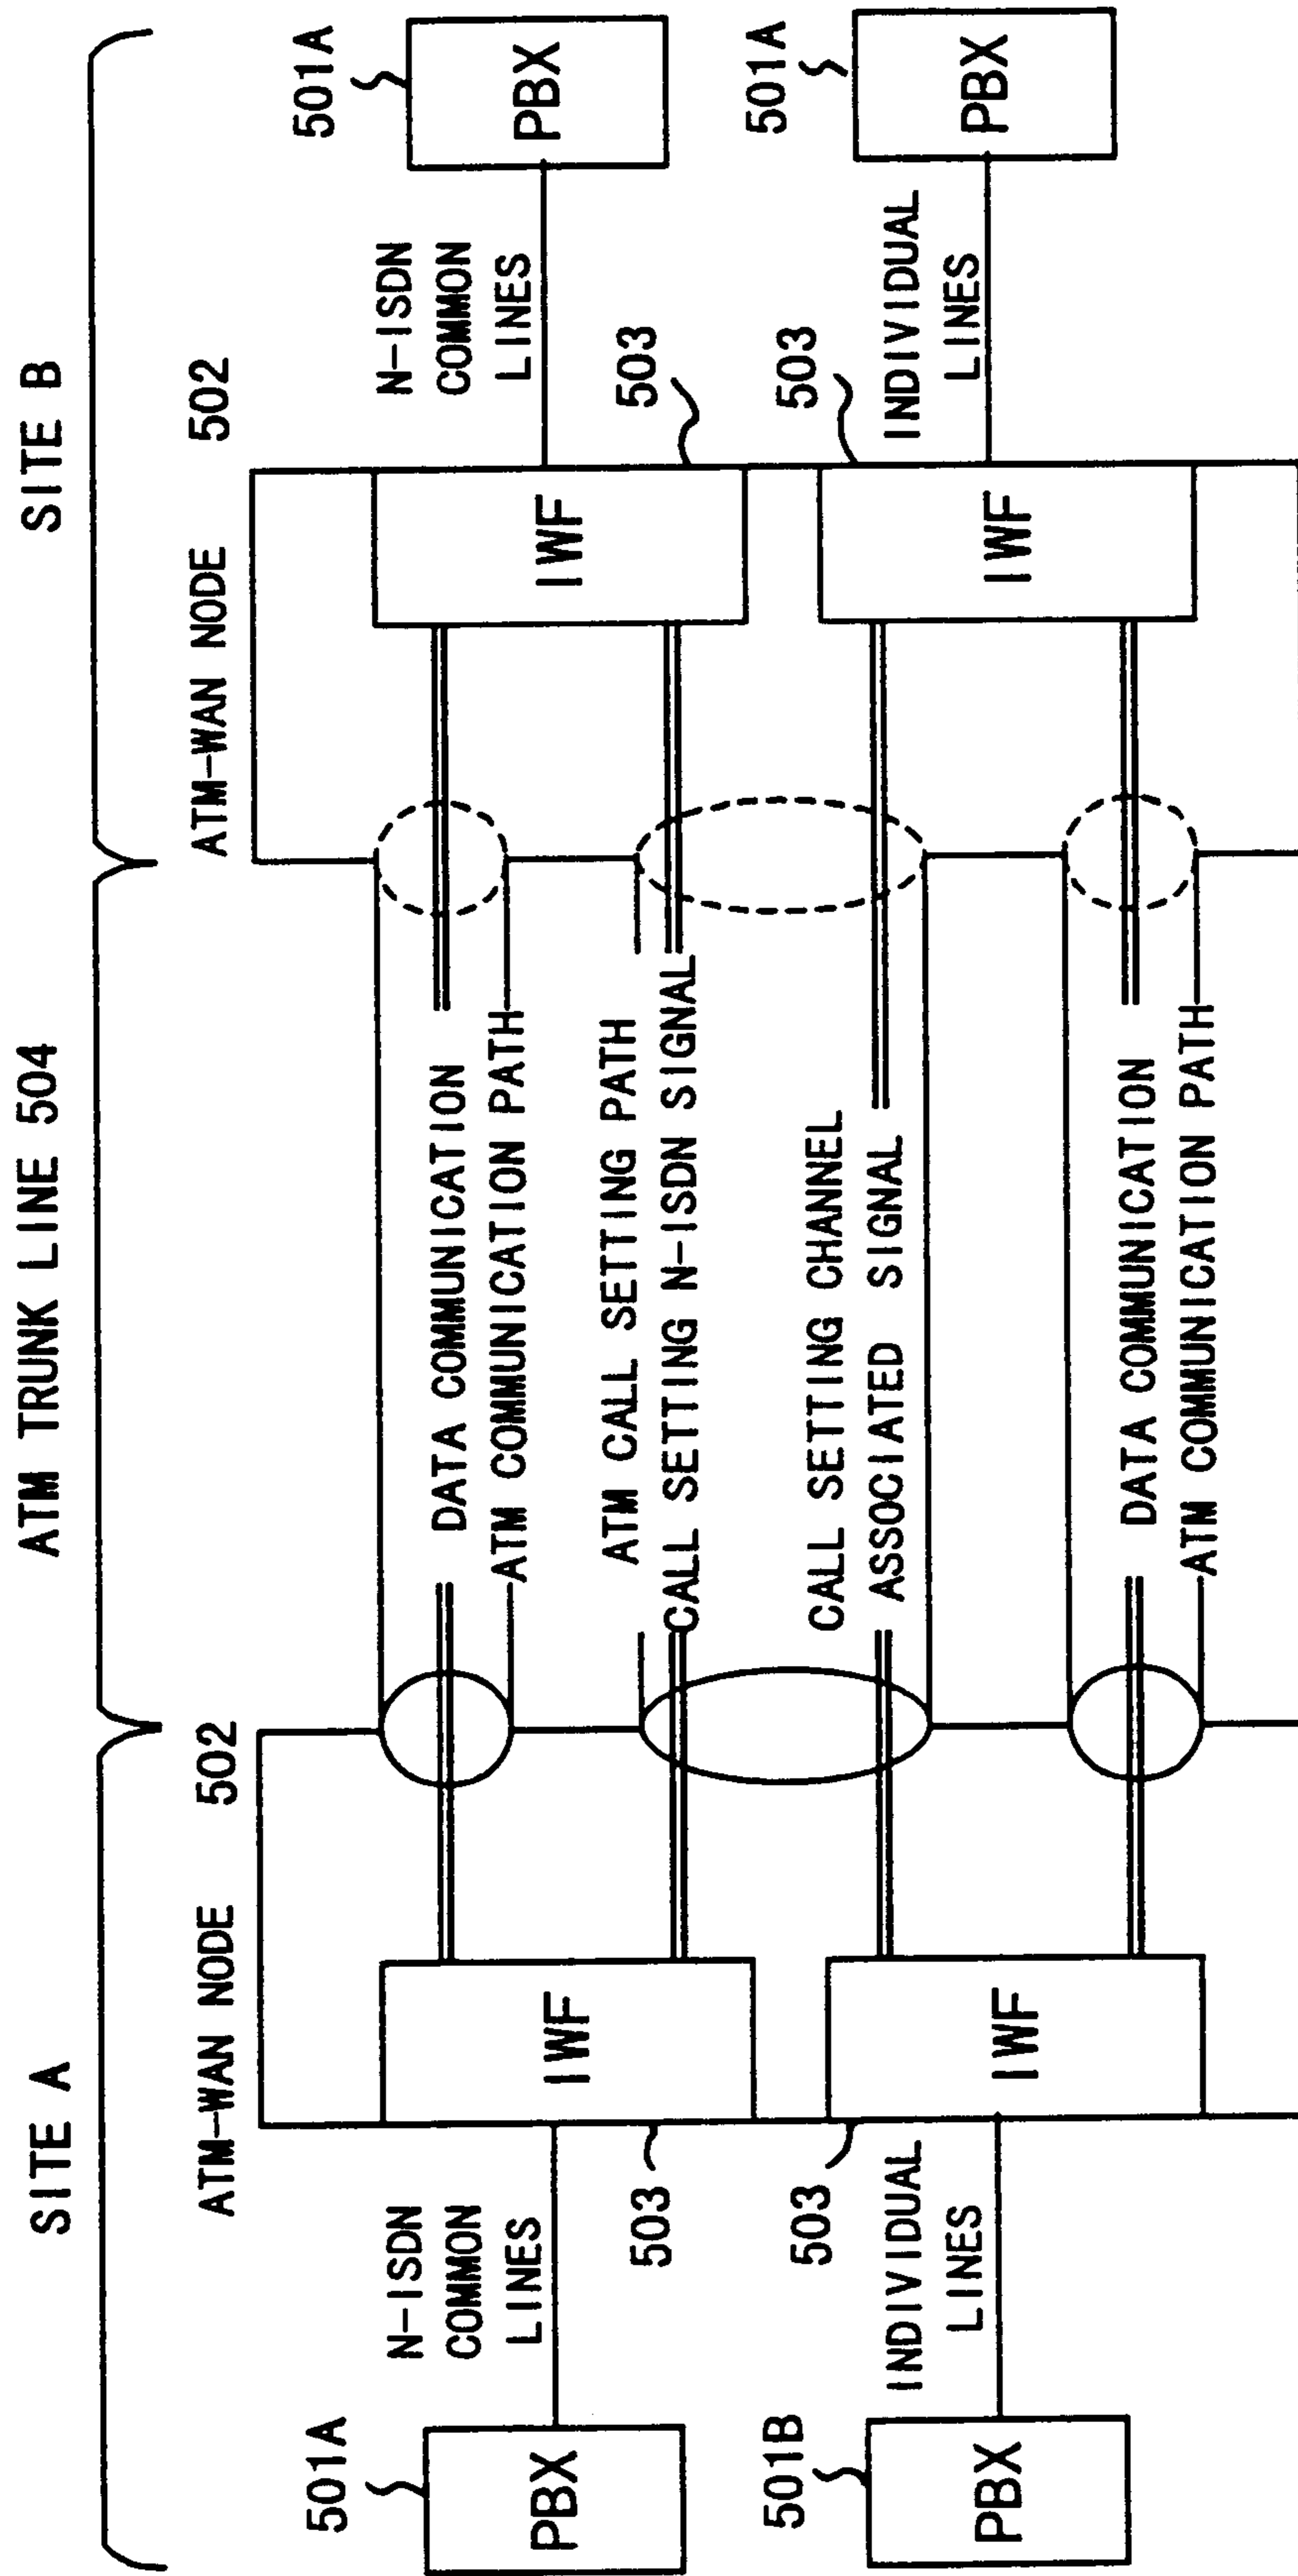 SITE A
ATM TRUNK LINE 504
SITE B
ATM-WAN NODE 502
ATM-WAN NODE 502
501A
PBX
N-ISDN
COMMON
LINES
503
IWF
DATA COMMUNICATION
ATM COMMUNICATION PATH
ATM CALL SETTING PATH
CALL SETTING N-ISDN SIGNAL
IWF
503
N-ISDN
COMMON
LINES
501A
PBX
501B
PBX
INDIVIDUAL
LINES
503
IWF
CALL SETTING CHANNEL
ASSOCIATED SIGNAL
DATA COMMUNICATION
ATM COMMUNICATION PATH
IWF
503
INDIVIDUAL
LINES
501A
PBX